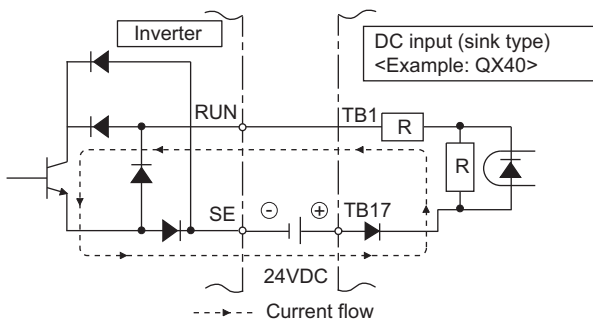 Inverter
DC input (sink type)
<Example: QX40>
RUN
TB1
R
R
SE
⊖
⊕
TB17
24VDC
Current flow